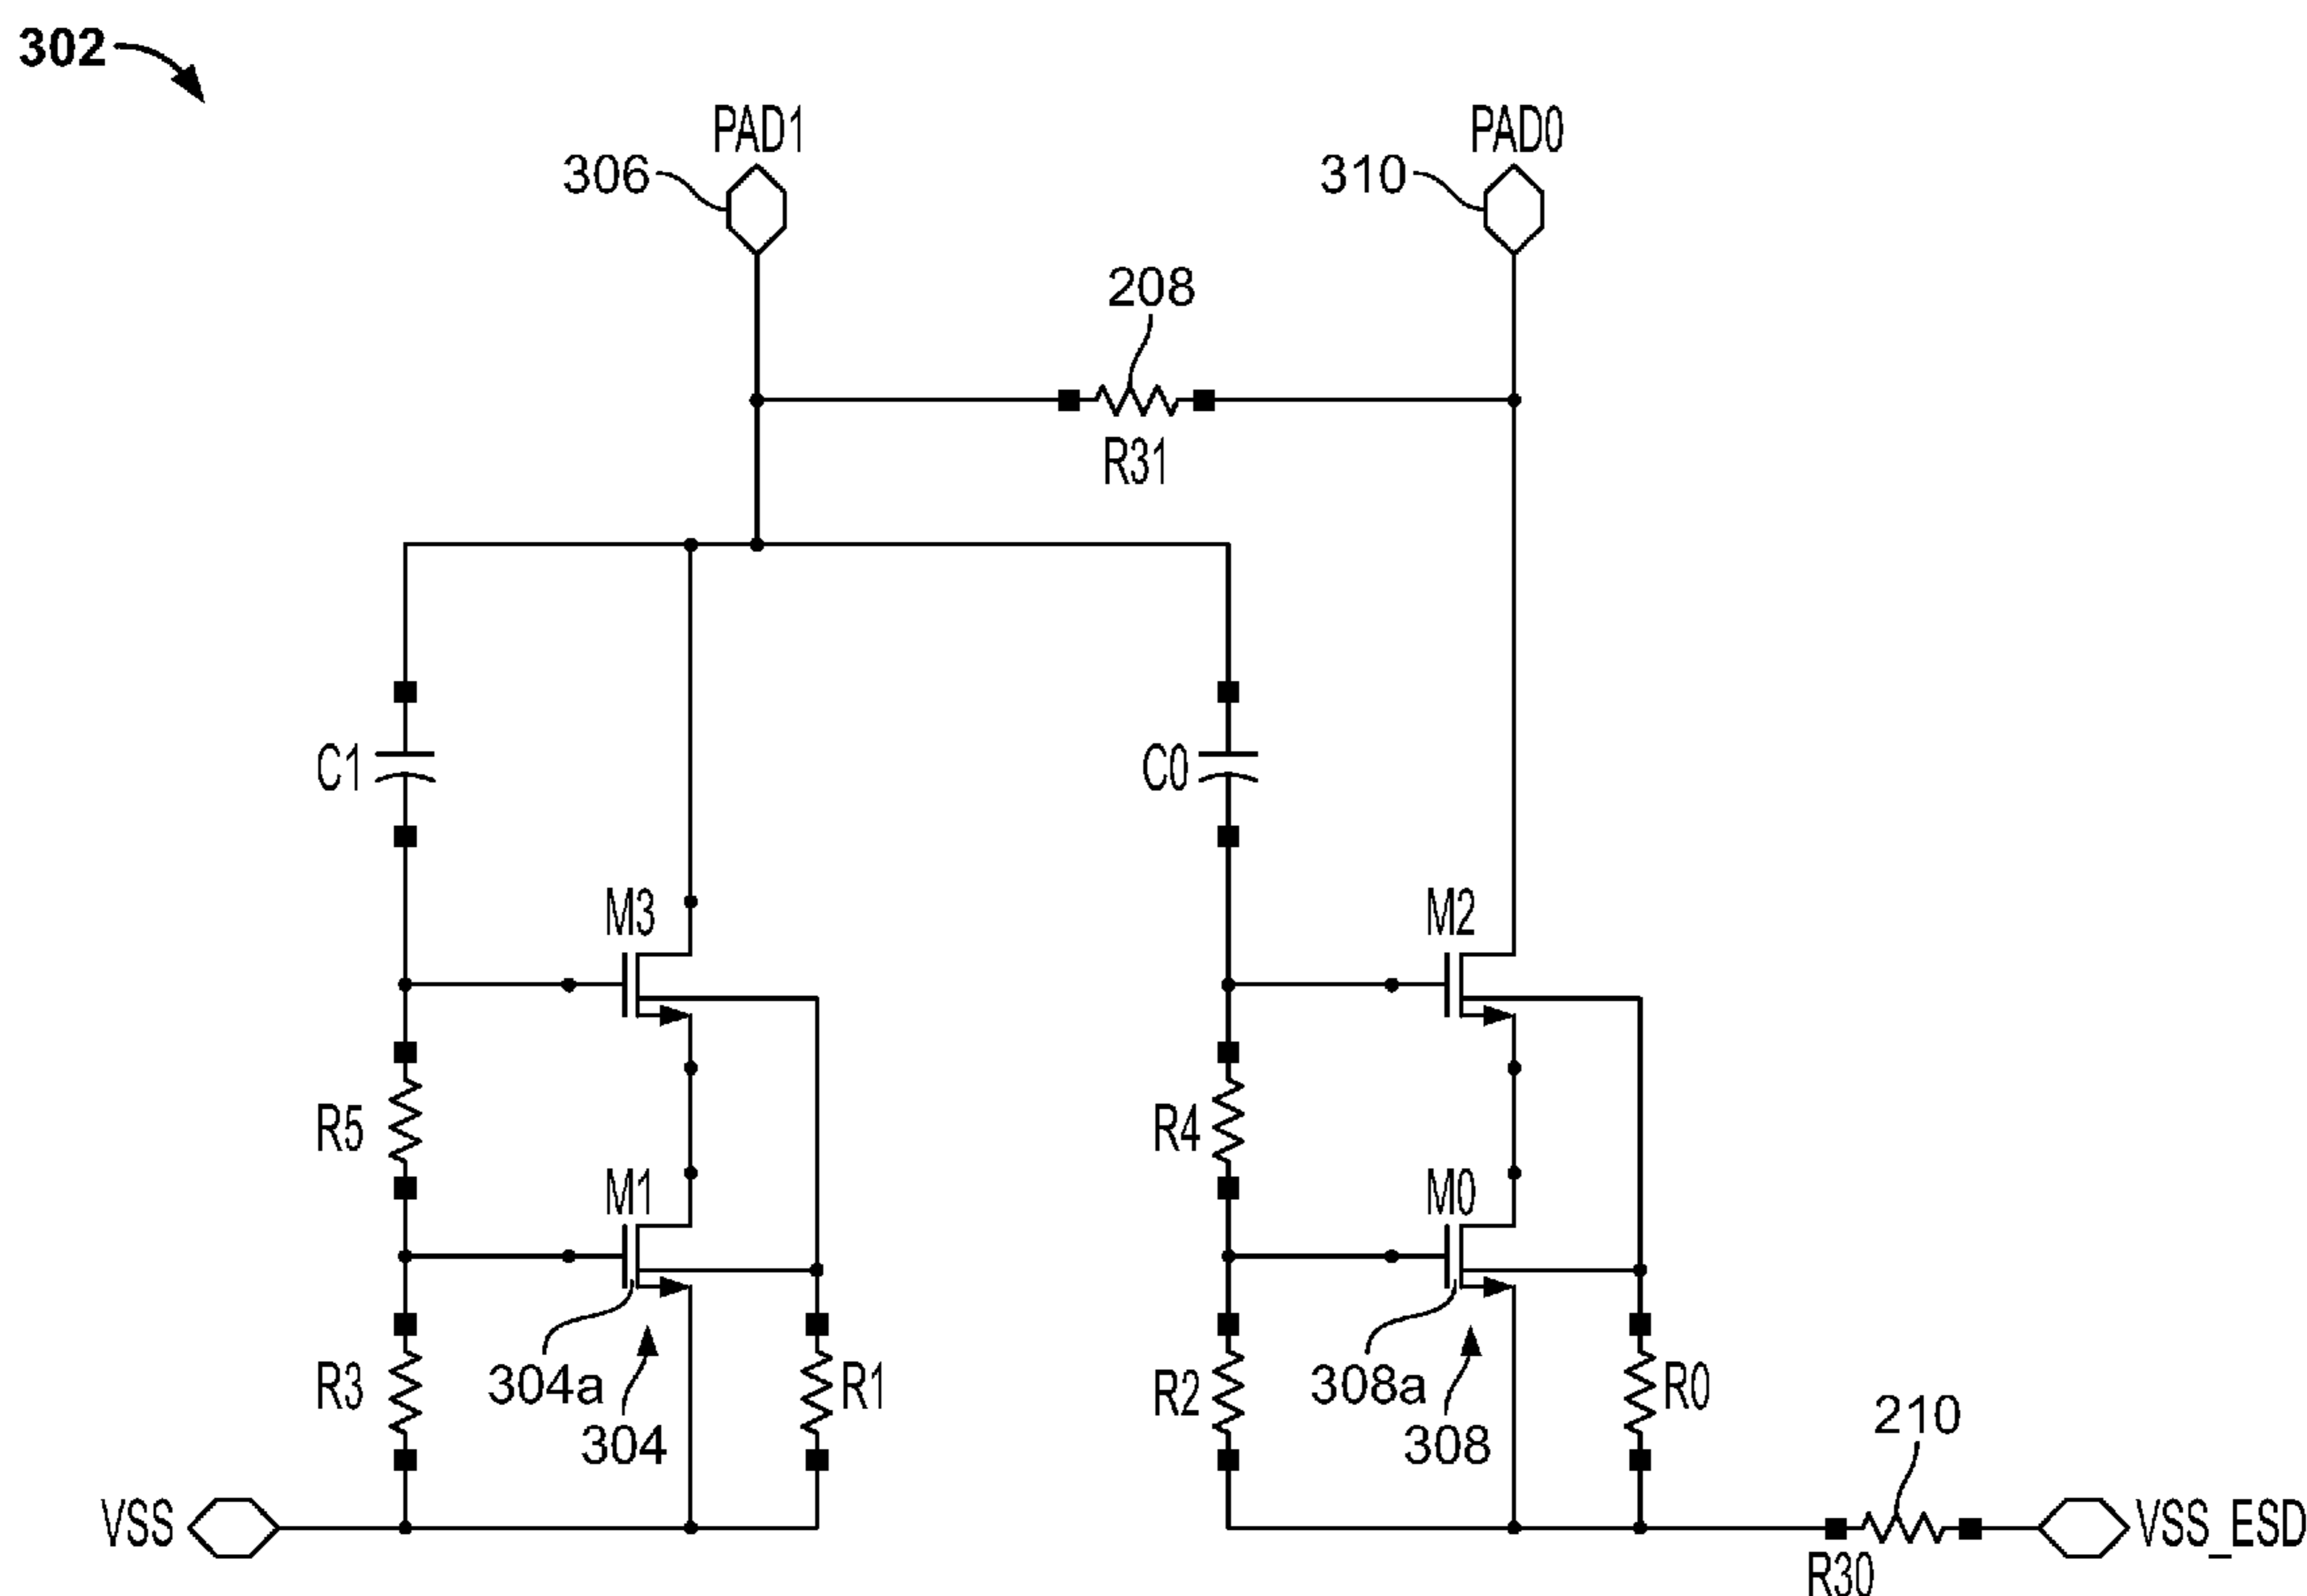 302
PAD1
PAD0
306
310
208
R31
C1
C0
M3
M2
R5
R4
M1
M0
304a
308a
R3
R1
R2
R0
304
308
210
VSS
VSS_ESD
R30